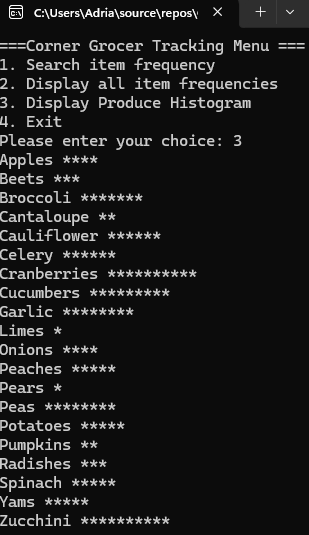 C:\Users\Adria\source\repos\
===Corner Grocer Tracking Menu ===
1. Search item frequency
2. Display all item frequencies
3. Display Produce Histogram
4. Exit
Please enter your choice: 3
Apples ****
Beets ***
Broccoli *******
Cantaloupe **
Cauliflower ******
Celery ******
Cranberries **********
Cucumbers *********
Garlic ********
Limes *
Onions ****
Peaches *****
Pears *
Peas ********
Potatoes *****
Pumpkins **
Radishes ***
Spinach *****
Yams *****
Zucchini **********